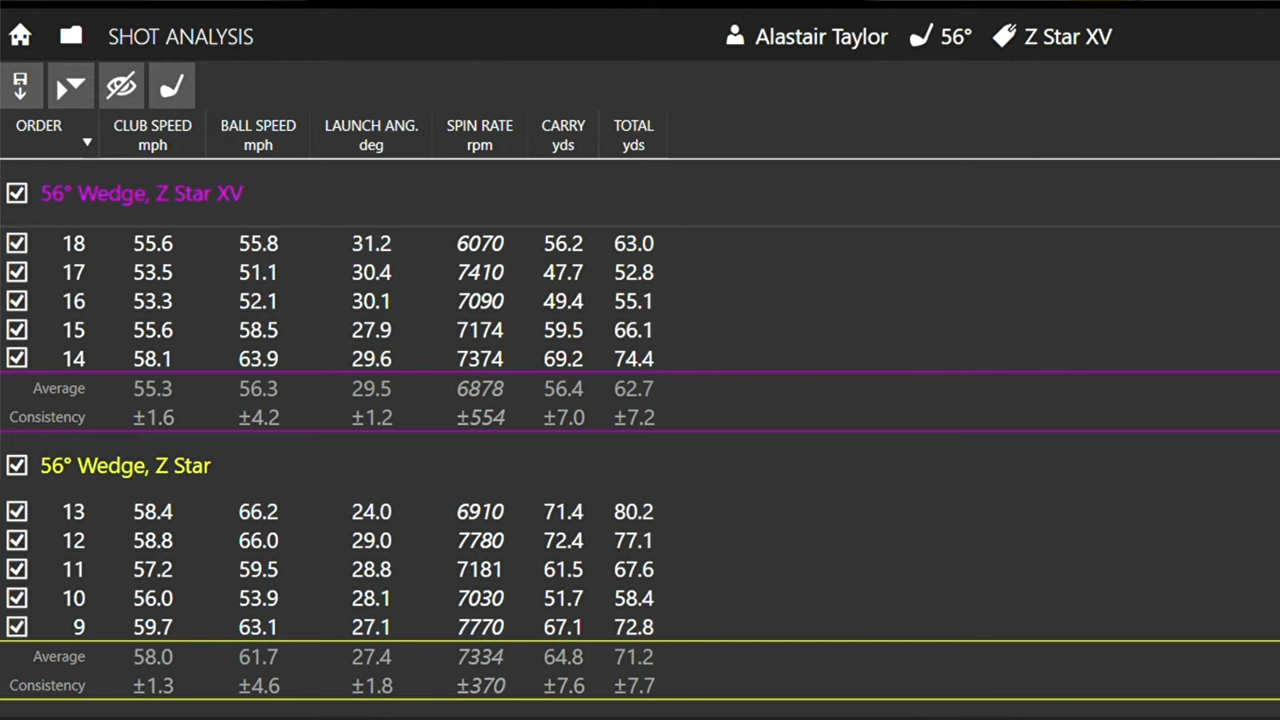 SHOT ANALYSIS Alastair Taylor 56° Z Star XV
ORDER CLUB SPEED BALL SPEED LAUNCH ANG. SPIN RATE CARRY TOTAL
mph mph deg rpm yds yds
56° Wedge, Z Star XV
18 55.6 55.8 31.2 6070 56.2 63.0
17 53.5 51.1 30.4 7410 47.7 52.8
16 53.3 52.1 30.1 7090 49.4 55.1
15 55.6 58.5 27.9 7174 59.5 66.1
14 58.1 63.9 29.6 7374 69.2 74.4
Average 55.3 56.3 29.5 6878 56.4 62.7
Consistency ±1.6 ±4.2 ±1.2 ±554 ±7.0 ±7.2
56° Wedge, Z Star
13 58.4 66.2 24.0 6910 71.4 80.2
12 58.8 66.0 29.0 7780 72.4 77.1
11 57.2 59.5 28.8 7181 61.5 67.6
10 56.0 53.9 28.1 7030 51.7 58.4
9 59.7 63.1 27.1 7770 67.1 72.8
Average 58.0 61.7 27.4 7334 64.8 71.2
Consistency ±1.3 ±4.6 ±1.8 ±370 ±7.6 ±7.7